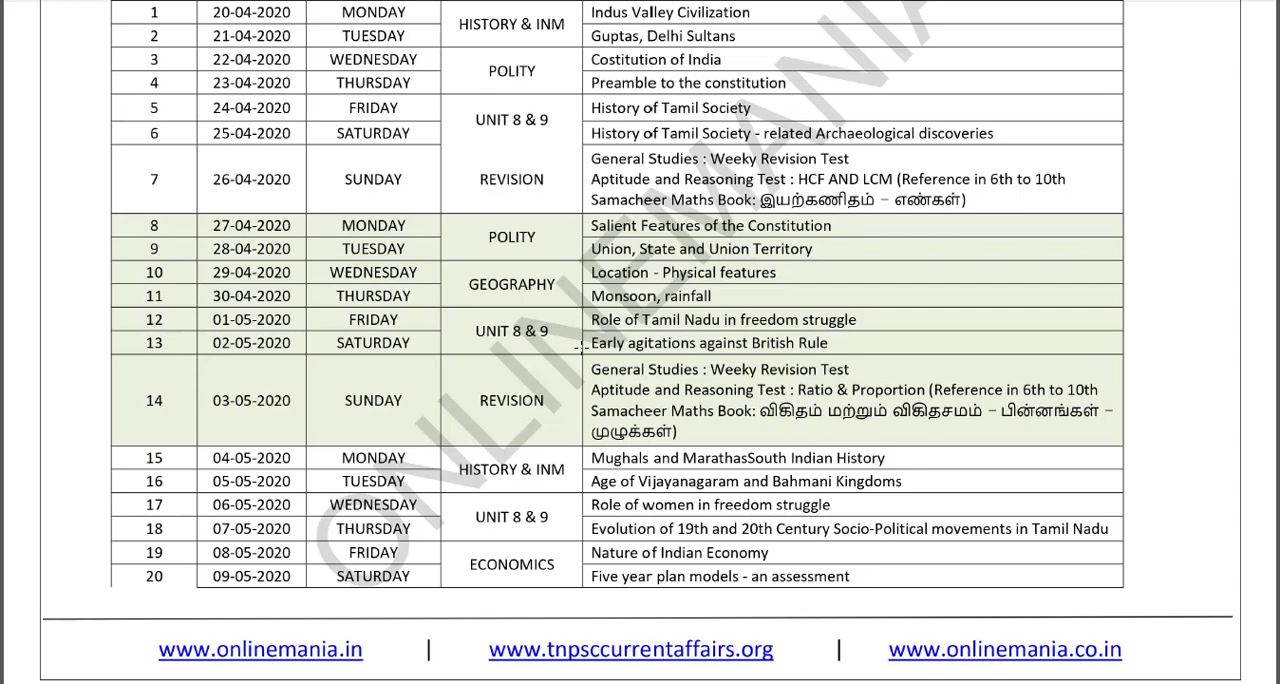 1 20-04-2020 MONDAY HISTORY & INM Indus Valley Civilization
2 21-04-2020 TUESDAY Guptas, Delhi Sultans
3 22-04-2020 WEDNESDAY POLITY Costitution of India
4 23-04-2020 THURSDAY Preamble to the constitution
5 24-04-2020 FRIDAY UNIT 8 & 9 History of Tamil Society
6 25-04-2020 SATURDAY History of Tamil Society - related Archaeological discoveries
7 26-04-2020 SUNDAY REVISION General Studies : Weeky Revision Test
Aptitude and Reasoning Test : HCF AND LCM (Reference in 6th to 10th
Samacheer Maths Book: இயற்கணிதம் – எண்கள்)
8 27-04-2020 MONDAY POLITY Salient Features of the Constitution
9 28-04-2020 TUESDAY Union, State and Union Territory
10 29-04-2020 WEDNESDAY GEOGRAPHY Location - Physical features
11 30-04-2020 THURSDAY Monsoon, rainfall
12 01-05-2020 FRIDAY UNIT 8 & 9 Role of Tamil Nadu in freedom struggle
13 02-05-2020 SATURDAY Early agitations against British Rule
14 03-05-2020 SUNDAY REVISION General Studies : Weeky Revision Test
Aptitude and Reasoning Test : Ratio & Proportion (Reference in 6th to 10th
Samacheer Maths Book: விகிதம் மற்றும் விகிதசமம் – பின்னங்கள் –
முழுக்கள்)
15 04-05-2020 MONDAY HISTORY & INM Mughals and MarathasSouth Indian History
16 05-05-2020 TUESDAY Age of Vijayanagaram and Bahmani Kingdoms
17 06-05-2020 WEDNESDAY UNIT 8 & 9 Role of women in freedom struggle
18 07-05-2020 THURSDAY Evolution of 19th and 20th Century Socio-Political movements in Tamil Nadu
19 08-05-2020 FRIDAY ECONOMICS Nature of Indian Economy
20 09-05-2020 SATURDAY Five year plan models - an assessment
ONLINEMANIA
www.onlinemania.in | www.tnpsccurrentaffairs.org | www.onlinemania.co.in